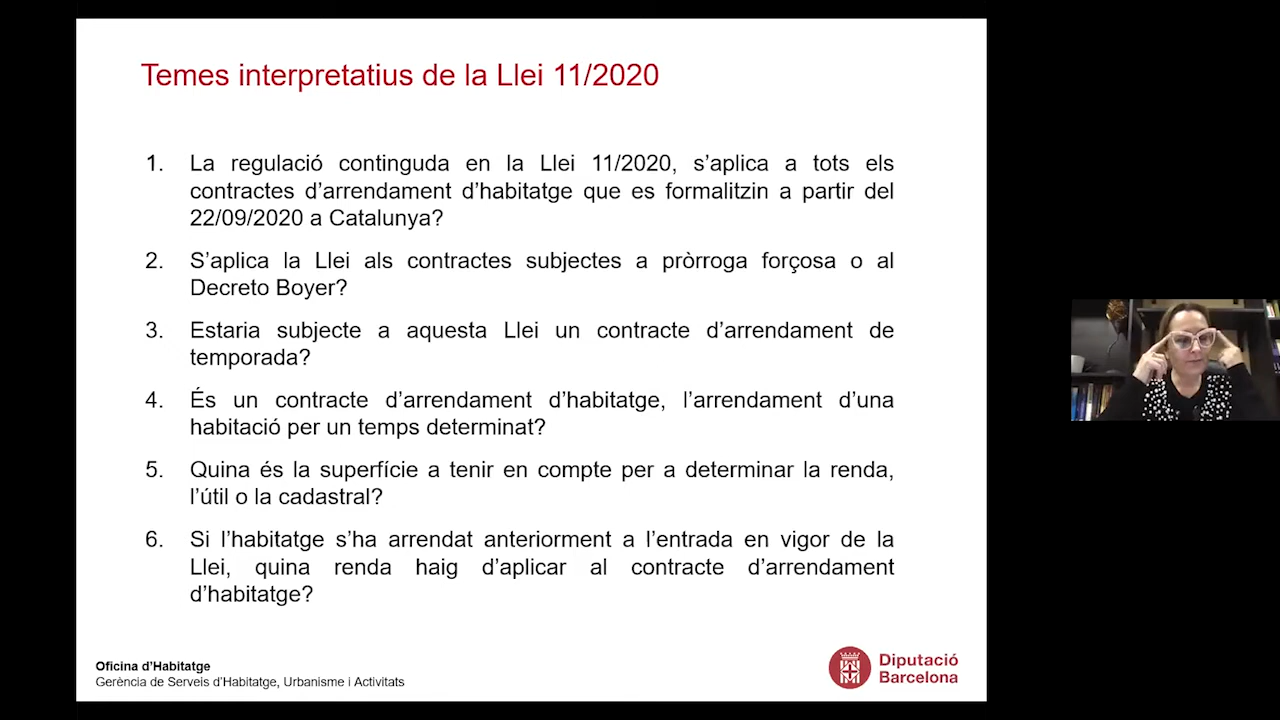 Temes interpretatius de la Llei 11/2020
1. La regulació continguda en la Llei 11/2020, s’aplica a tots els
contractes d’arrendament d’habitatge que es formalitzin a partir del
22/09/2020 a Catalunya?
2. S’aplica la Llei als contractes subjectes a pròrroga forçosa o al
Decreto Boyer?
3. Estaria subjecte a aquesta Llei un contracte d’arrendament de
temporada?
4. És un contracte d’arrendament d’habitatge, l’arrendament d’una
habitació per un temps determinat?
5. Quina és la superfície a tenir en compte per a determinar la renda,
l’útil o la cadastral?
6. Si l’habitatge s’ha arrendat anteriorment a l’entrada en vigor de la
Llei, quina renda haig d’aplicar al contracte d’arrendament
d’habitatge?
Oficina d’Habitatge
Gerència de Serveis d’Habitatge, Urbanisme i Activitats
Diputació
Barcelona